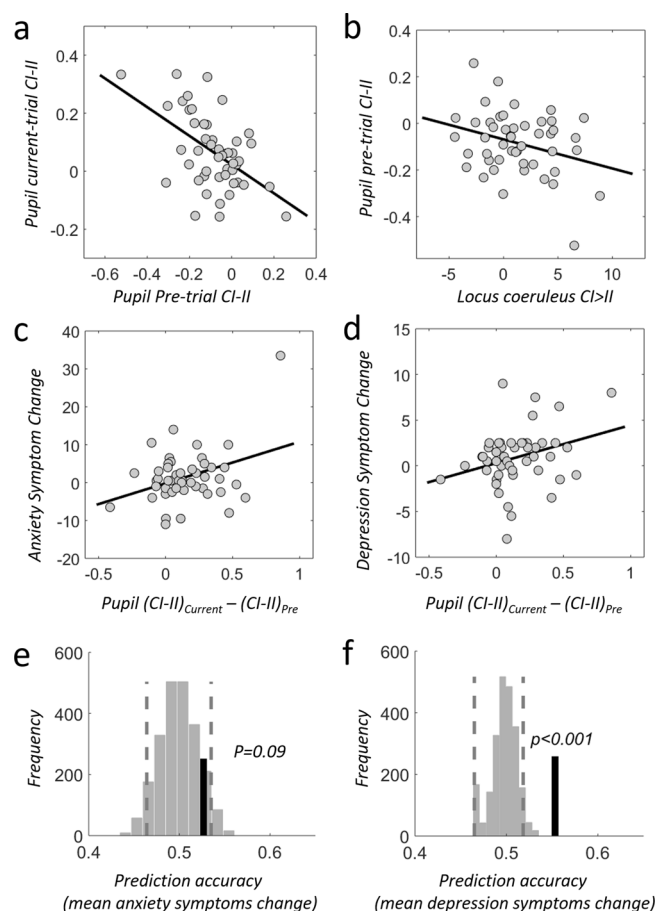 a
b
0.4
0.2
0
-0.2
Pupil current-trial CI-II
-0.6 -0.4 -0.2 0 0.2 0.4
Pupil Pre-trial CI-II
0.4
0.2
0
-0.2
-0.4
Pupil pre-trial CI-II
-5 0 5 10
Locus coeruleus CI>II
c
d
40
30
20
10
0
-10
-20
Anxiety Symptom Change
-0.5 0 0.5 1
Pupil (CI-II)Current – (CI-II)Pre
15
10
5
0
-5
-10
Depression Symptom Change
-0.5 0 0.5 1
Pupil (CI-II)Current – (CI-II)Pre
e
f
600
400
200
0
Frequency
P=0.09
0.4 0.5 0.6
Prediction accuracy
(mean anxiety symptoms change)
600
400
200
0
Frequency
p<0.001
0.4 0.5 0.6
Prediction accuracy
(mean depression symptoms change)